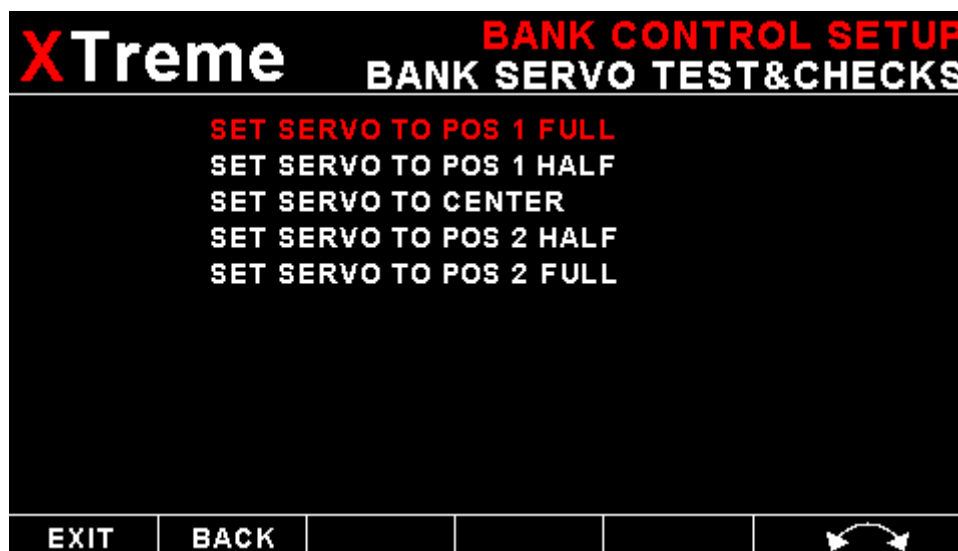 XTreme
BANK CONTROL SETUP
BANK SERVO TEST&CHECKS
SET SERVO TO POS 1 FULL
SET SERVO TO POS 1 HALF
SET SERVO TO CENTER
SET SERVO TO POS 2 HALF
SET SERVO TO POS 2 FULL
EXIT BACK